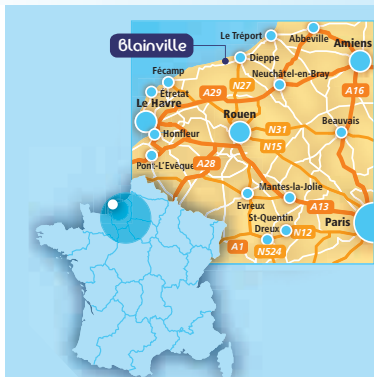 Le Tréport
Abbeville
Blainville
Amiens
Dieppe
Fécamp
Neuchâtel-en-Bray
N27
Étretat
A29
A16
Le Havre
Rouen
Beauvais
Honfleur
N31
N15
Pont-L'Evêque
A28
Mantes-la-Jolie
Evreux
A13
St-Quentin
Paris
Dreux
N12
A1
N524